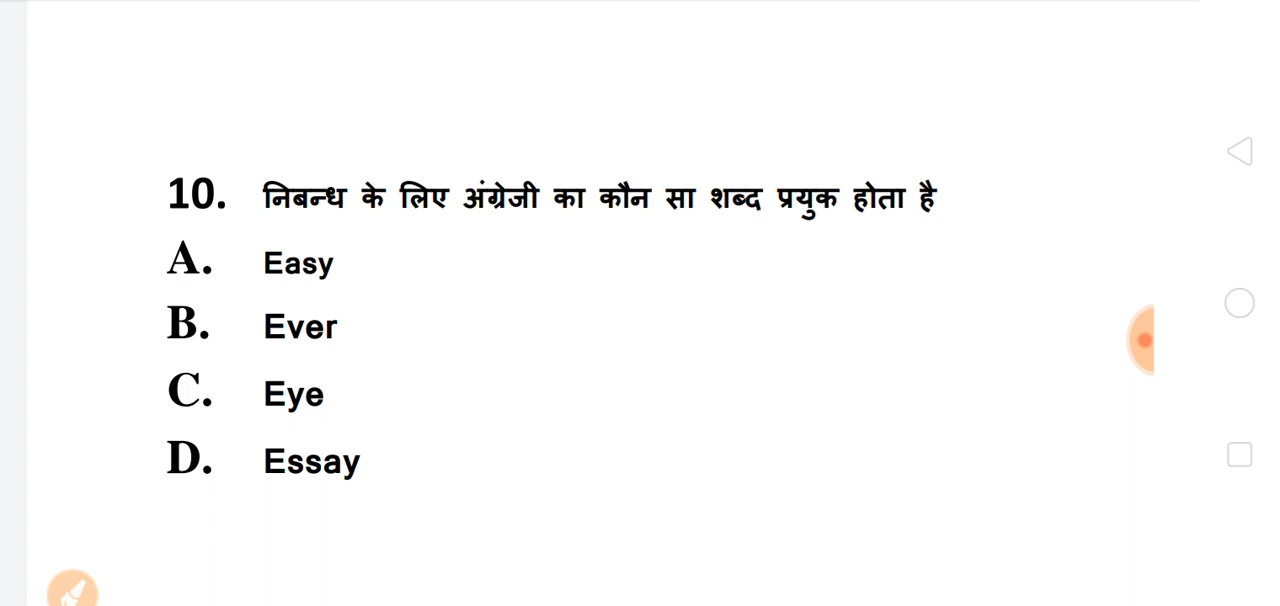 10. निबन्ध के लिए अंग्रेजी का कौन सा शब्द प्रयुक होता है
A. Easy
B. Ever
C. Eye
D. Essay